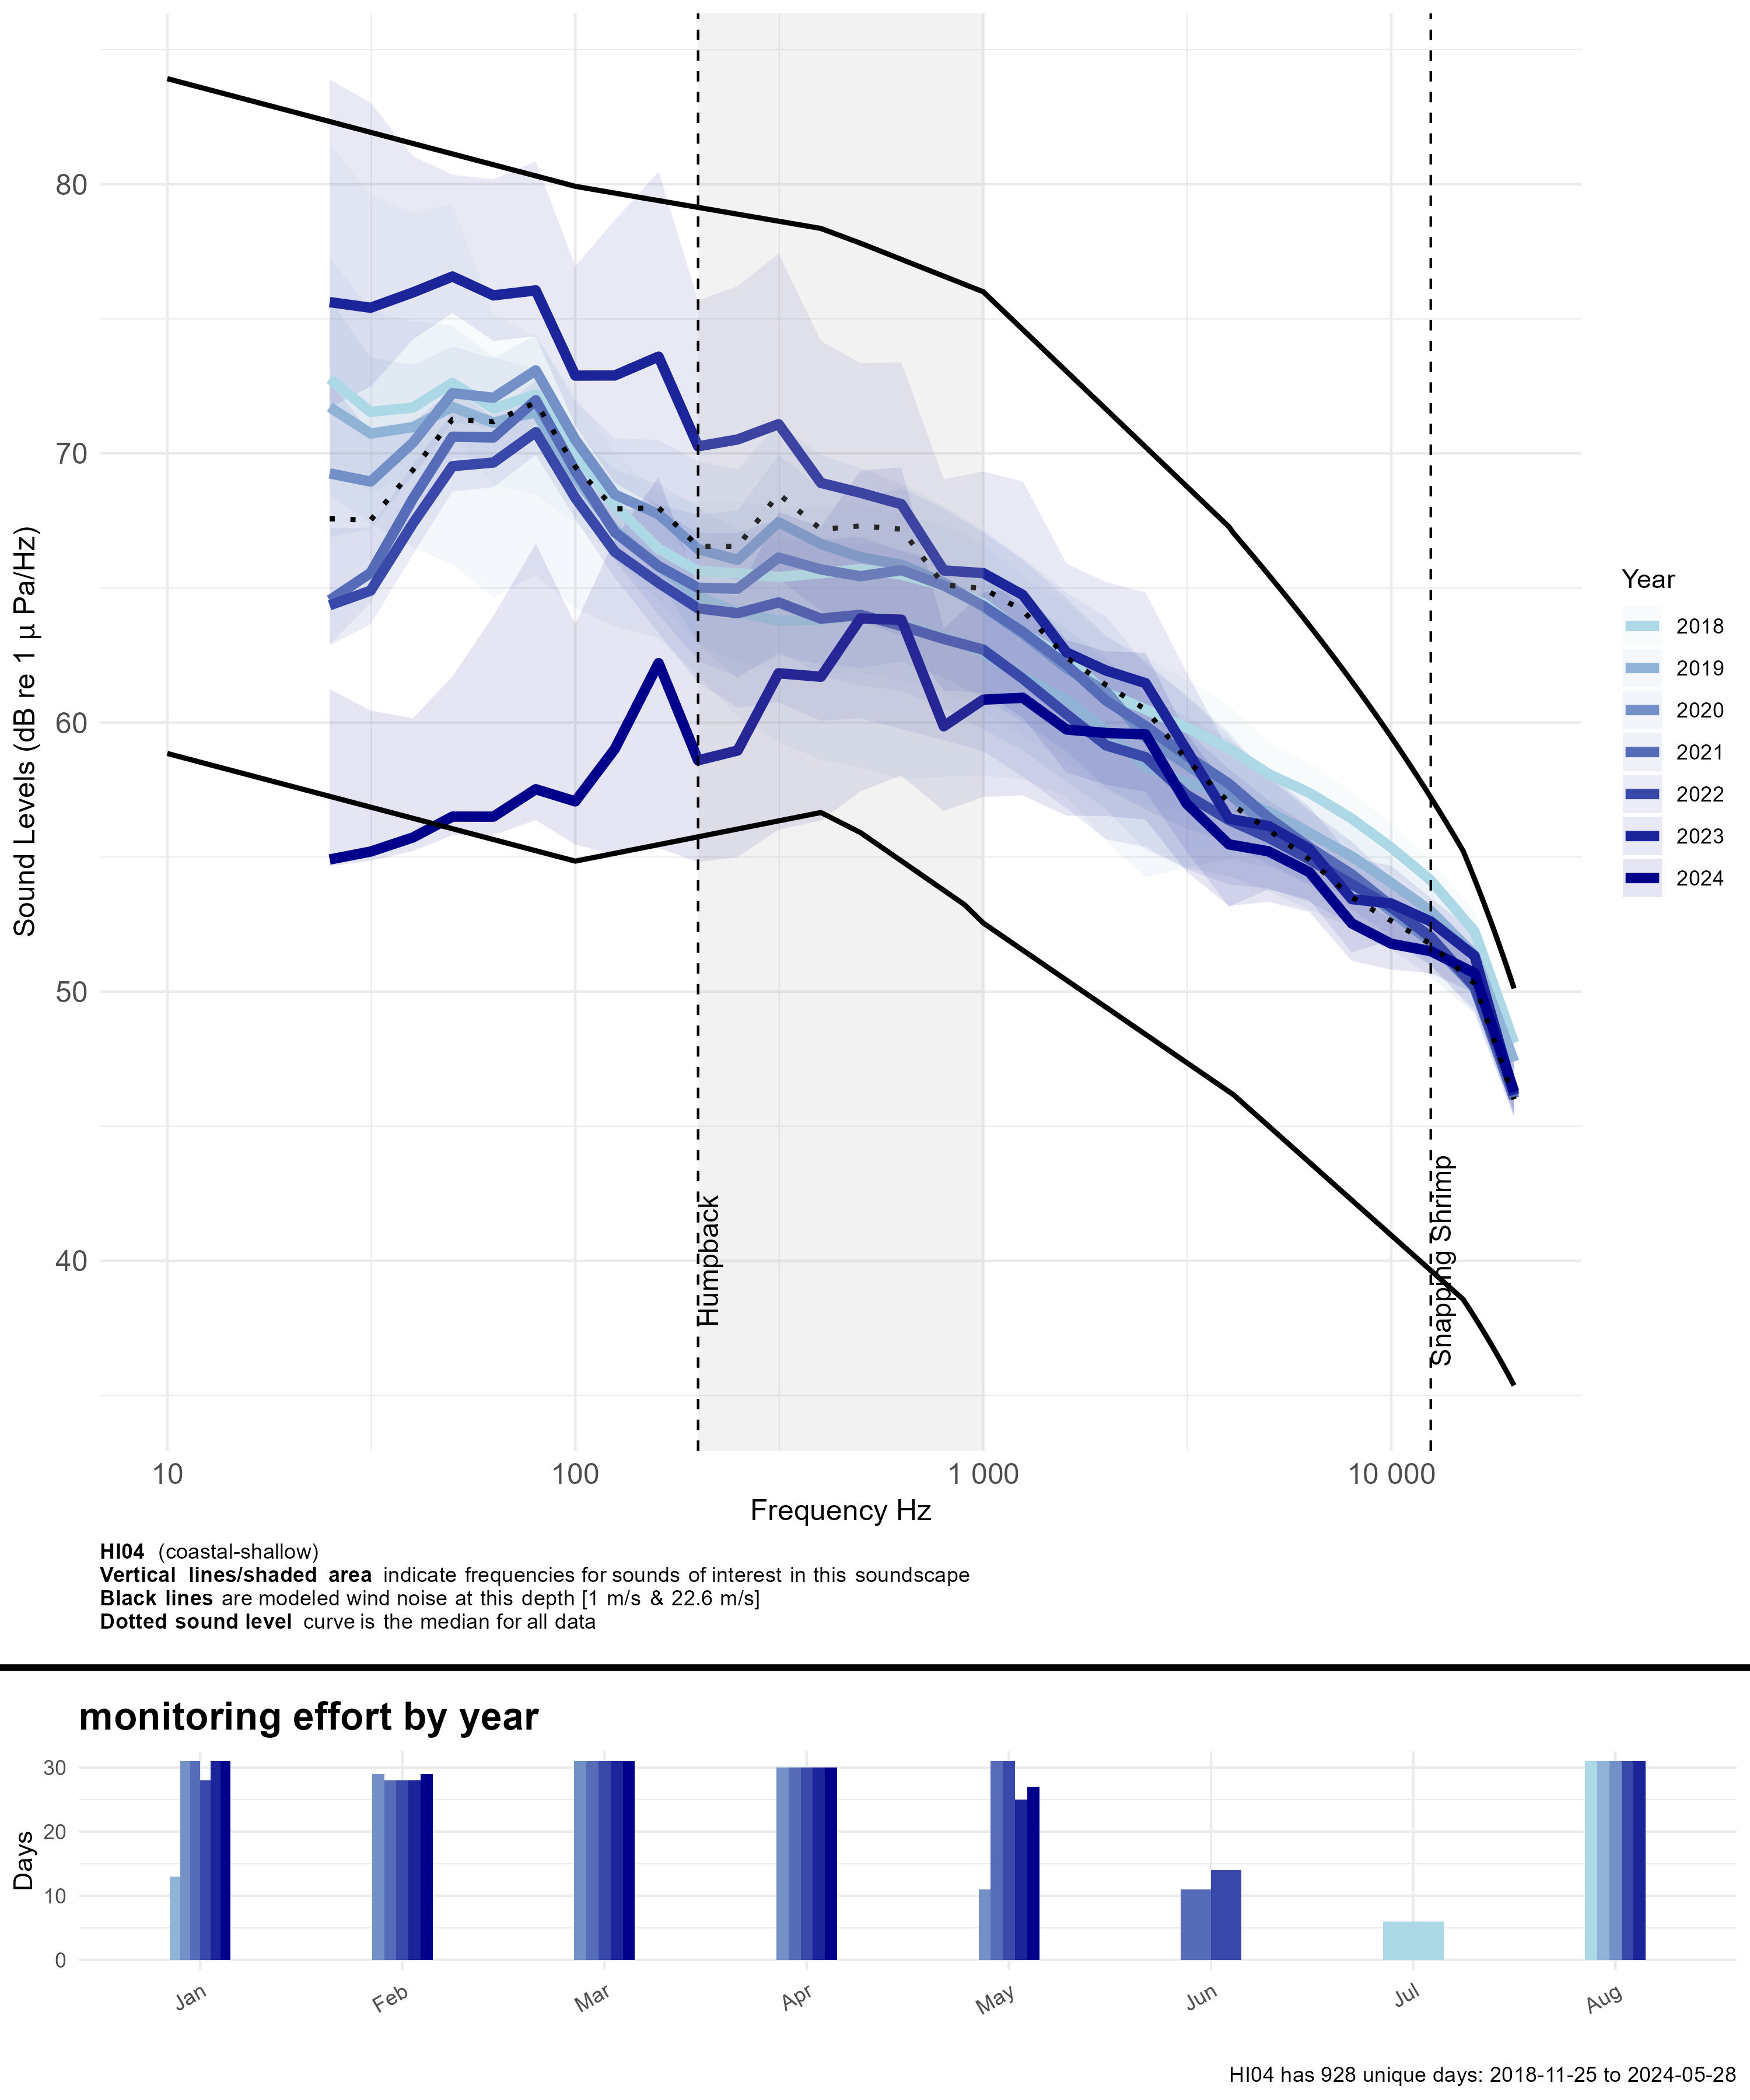 80
70
60
50
40
Sound Levels (dB re 1 µ Pa/Hz)
Humpback
Snapping Shrimp
10
100
1 000
10 000
Frequency Hz
Year
2018
2019
2020
2021
2022
2023
2024
HI04 (coastal-shallow)
Vertical lines/shaded area indicate frequencies for sounds of interest in this soundscape
Black lines are modeled wind noise at this depth [1 m/s & 22.6 m/s]
Dotted sound level curve is the median for all data
monitoring effort by year
Days
30
20
10
0
Jan
Feb
Mar
Apr
May
Jun
Jul
Aug
HI04 has 928 unique days: 2018-11-25 to 2024-05-28